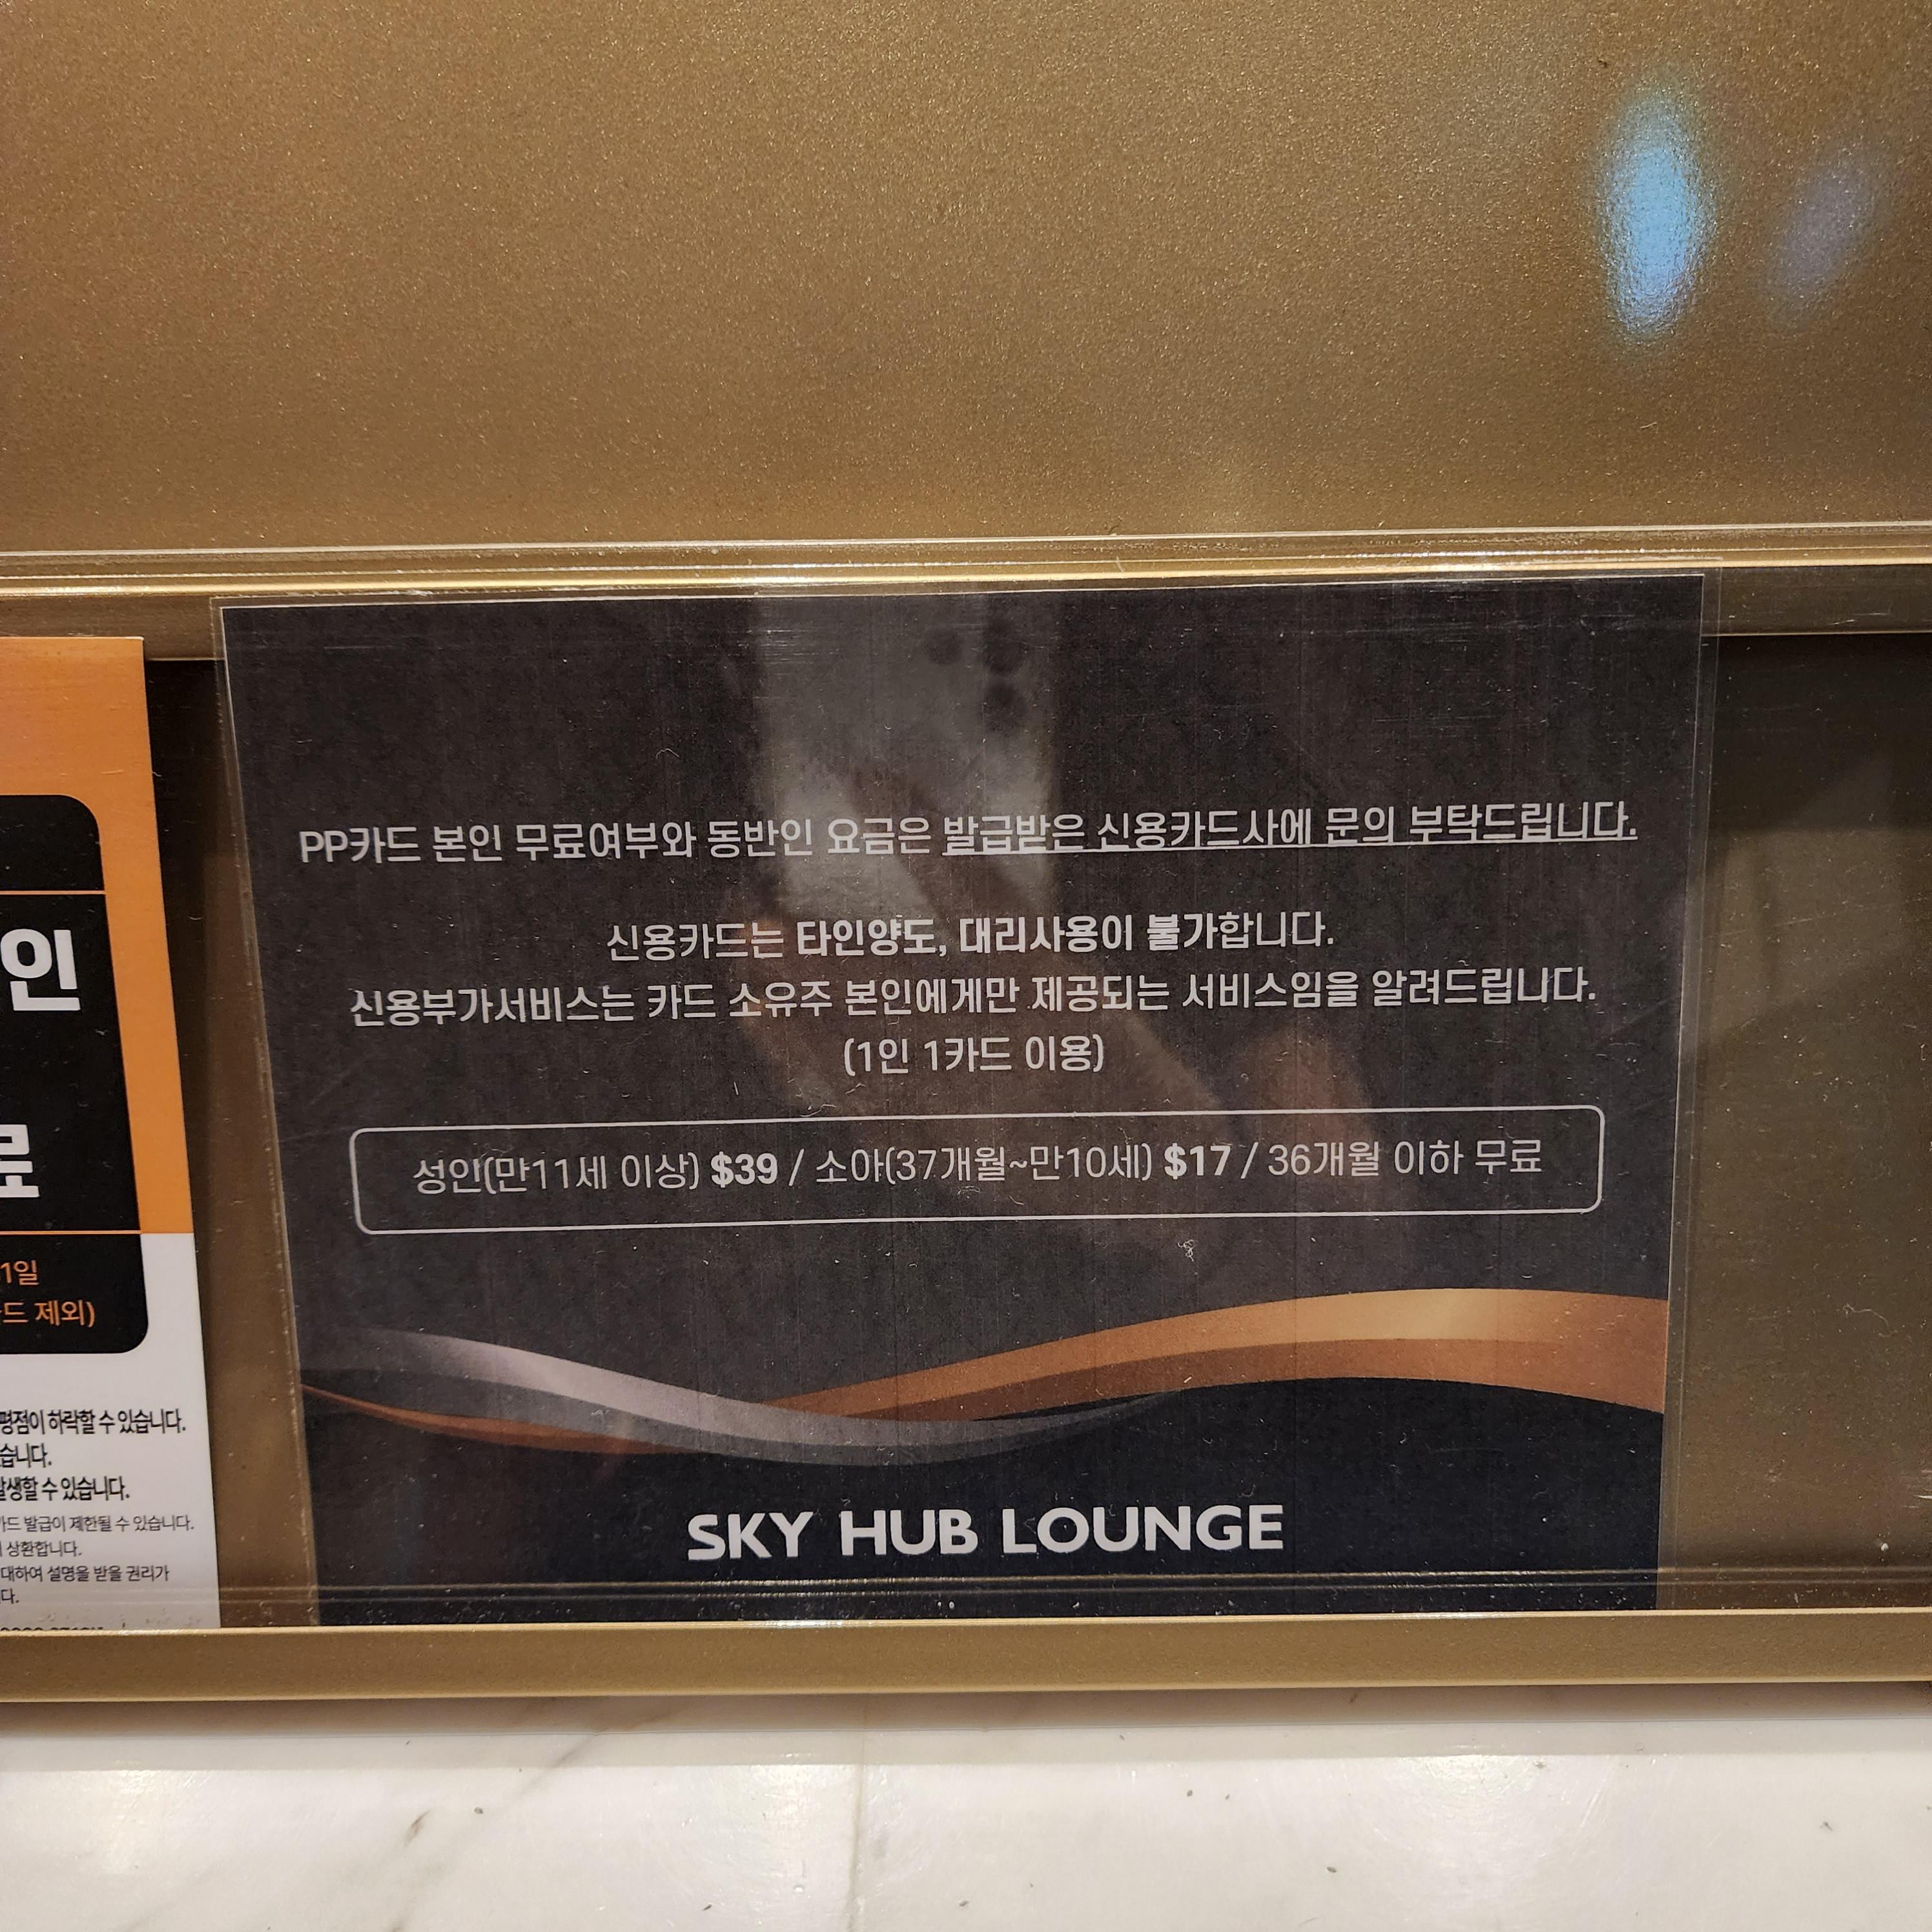 PP카드 본인 무료여부와 동반인 요금은 발급받은 신용카드사에 문의 부탁드립니다.
신용카드는 타인양도, 대리사용이 불가합니다.
신용부가서비스는 카드 소유주 본인에게만 제공되는 서비스임을 알려드립니다.
(1인 1카드 이용)
성인(만11세 이상) $39 / 소아(37개월~만10세) $17 / 36개월 이하 무료
SKY HUB LOUNGE
인
료
1일
드 제외)
평점이 하락할 수 있습니다.
습니다.
발생할 수 있습니다.
카드 발급이 제한될 수 있습니다.
상환합니다.
대하여 설명을 받을 권리가
다.